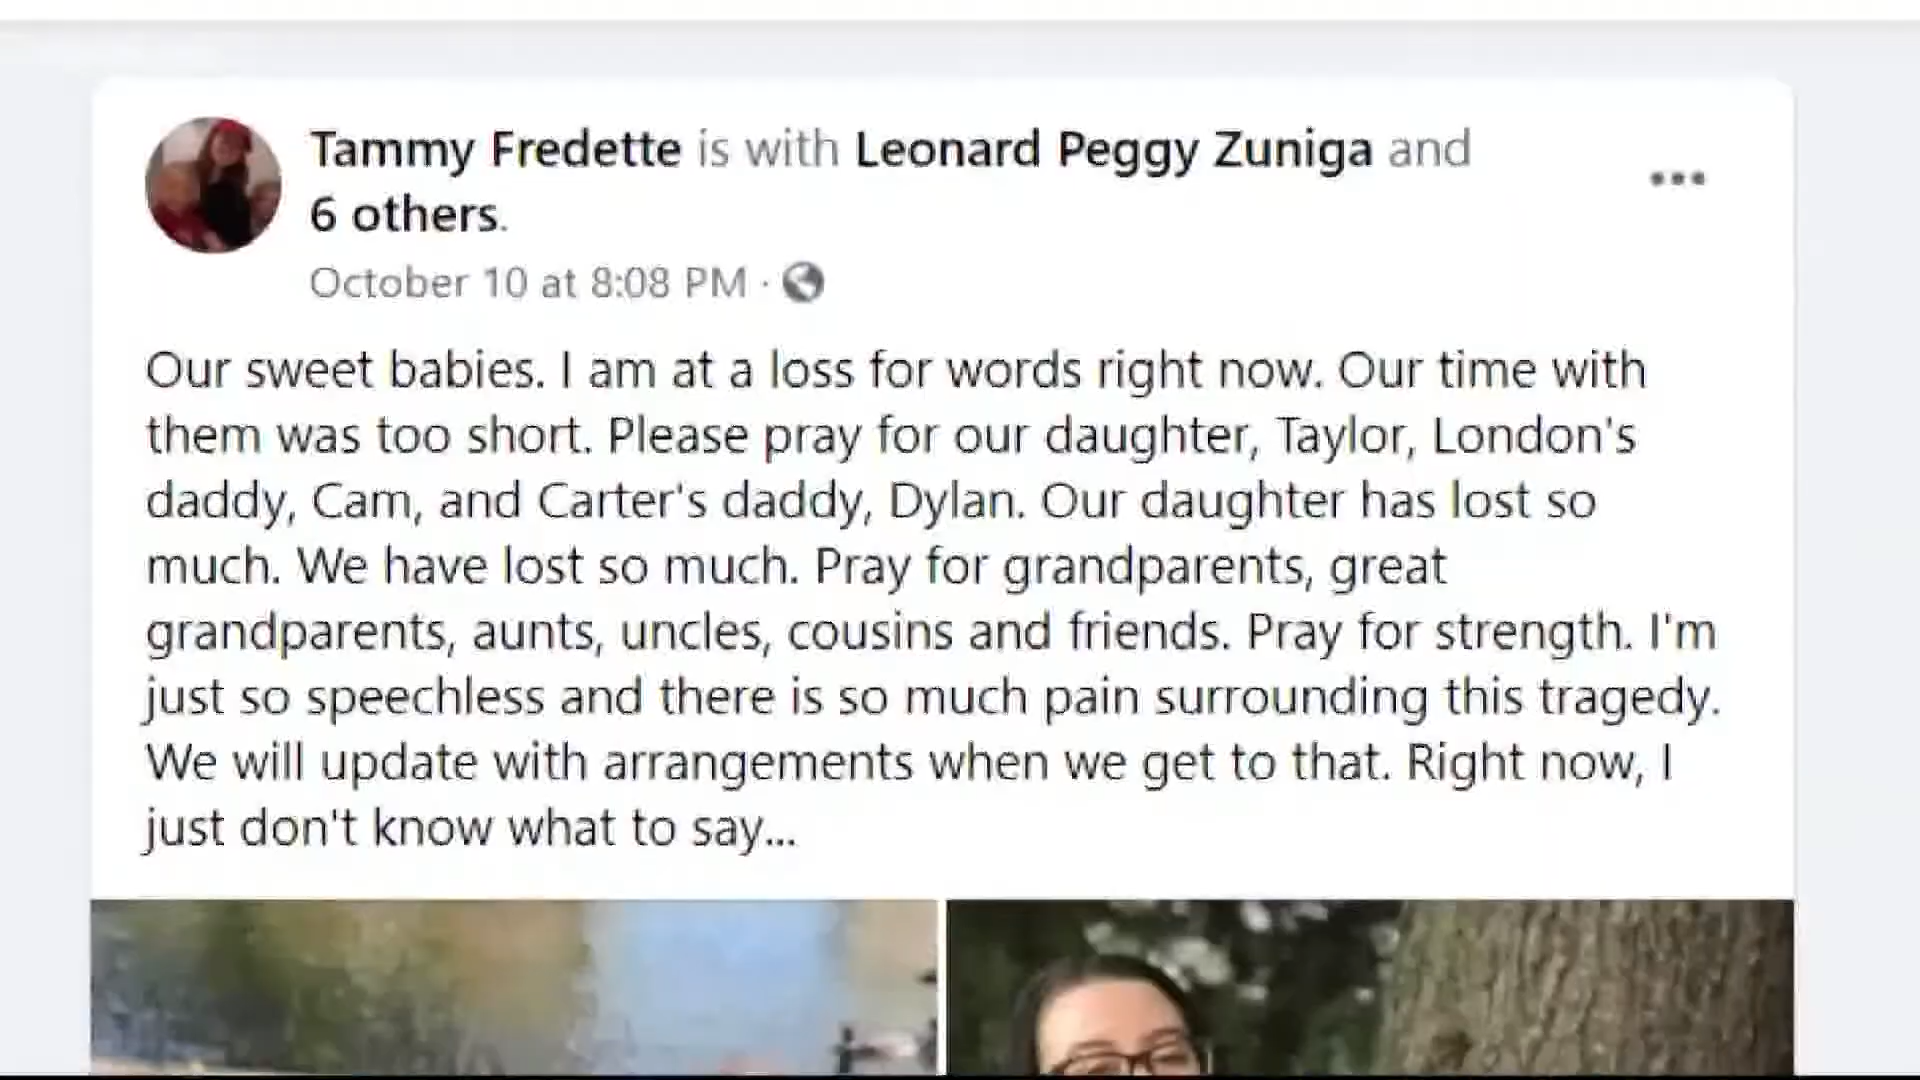 Tammy Fredette is with Leonard Peggy Zuniga and
6 others.
October 10 at 8:08 PM ·
Our sweet babies. I am at a loss for words right now. Our time with
them was too short. Please pray for our daughter, Taylor, London's
daddy, Cam, and Carter's daddy, Dylan. Our daughter has lost so
much. We have lost so much. Pray for grandparents, great
grandparents, aunts, uncles, cousins and friends. Pray for strength. I'm
just so speechless and there is so much pain surrounding this tragedy.
We will update with arrangements when we get to that. Right now, I
just don't know what to say...